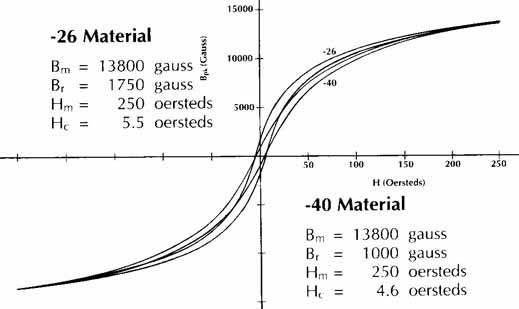 -26 Material
Bm = 13800 gauss
Br = 1750 gauss
Hm = 250 oersteds
Hc = 5.5 oersteds
15000
10000
5000
Bpk (Gauss)
-26
-40
50 100 150 200 250
H (Oersteds)
-40 Material
Bm = 13800 gauss
Br = 1000 gauss
Hm = 250 oersteds
Hc = 4.6 oersteds